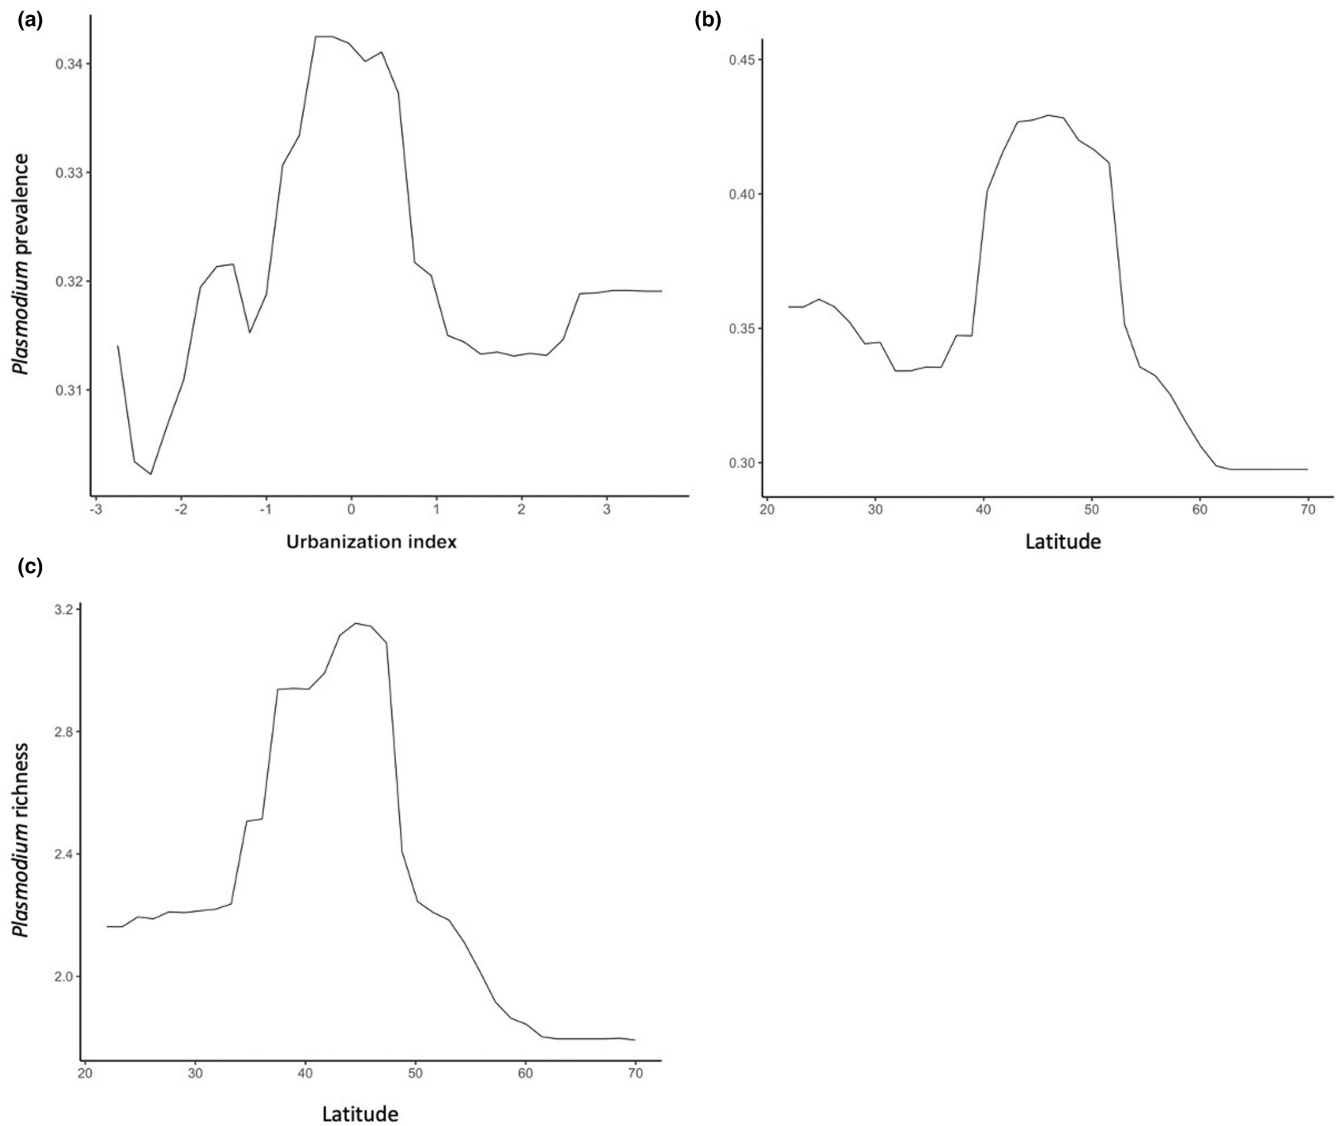 (a)
Plasmodium prevalence
0.34
0.33
0.32
0.31
-3 -2 -1 0 1 2 3
Urbanization index
(b)
0.45
0.40
0.35
0.30
20 30 40 50 60 70
Latitude
(c)
Plasmodium richness
3.2
2.8
2.4
2.0
20 30 40 50 60 70
Latitude